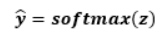 ŷ = softmax(z)